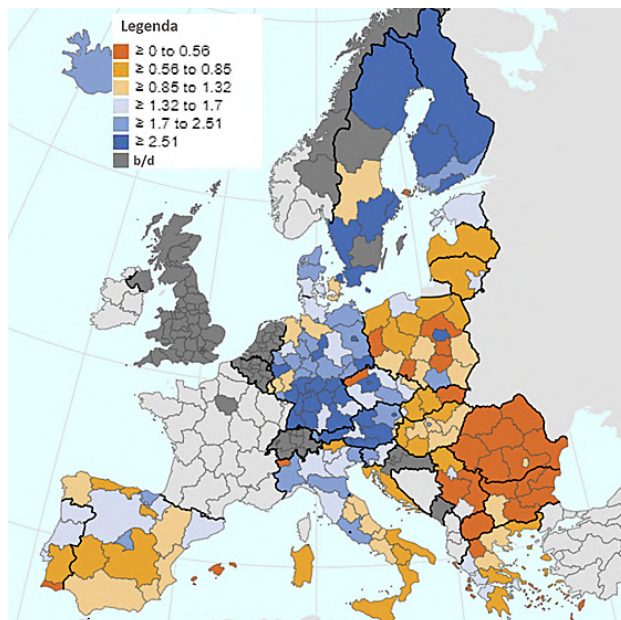 Legenda
≥ 0 to 0.56
≥ 0.56 to 0.85
≥ 0.85 to 1.32
≥ 1.32 to 1.7
≥ 1.7 to 2.51
≥ 2.51
b/d